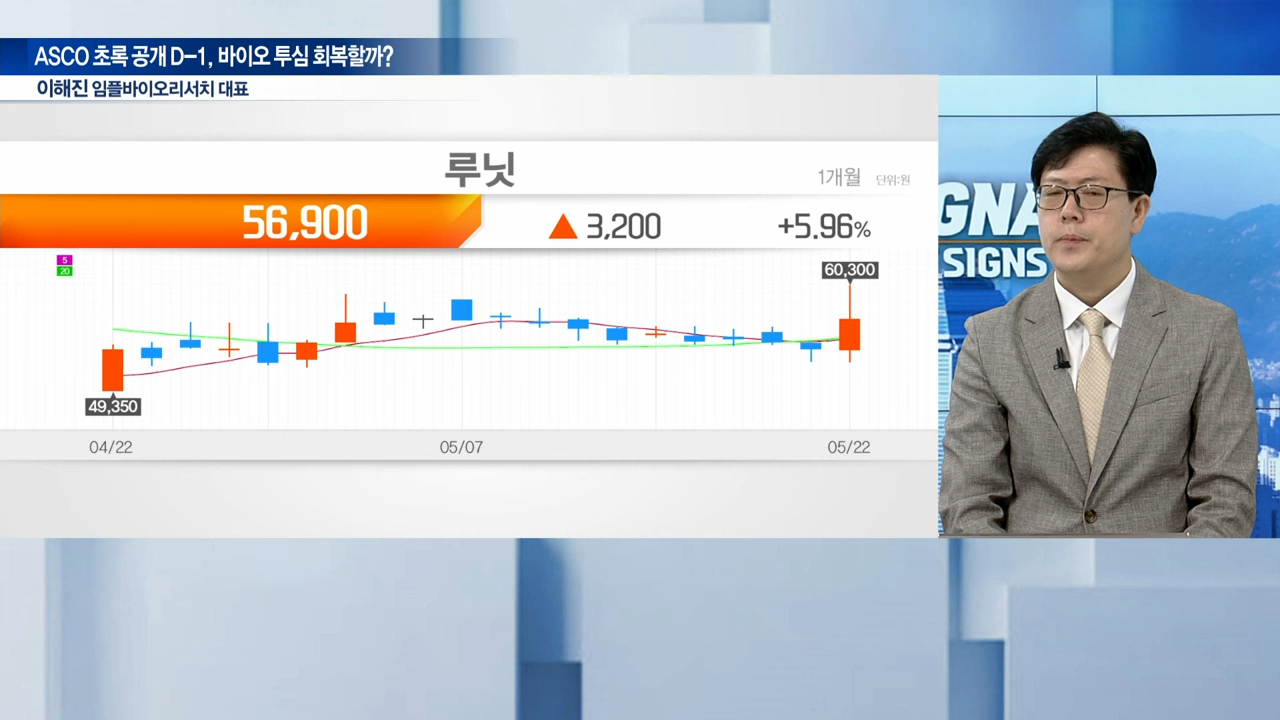 ASCO 초록 공개 D-1, 바이오 투심 회복할까?
이해진 임플바이오리서치 대표
루닛
1개월 단위:원
56,900 ▲ 3,200 +5.96%
5
20
60,300
49,350
04/22 05/07 05/22
GNA
SIGNS